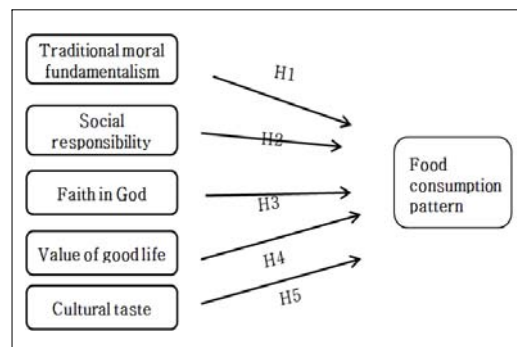 Traditional moral
fundamentalism
H1
Social
responsibility
H2
Food
consumption
pattern
Faith in God
H3
Value of good life
H4
Cultural taste
H5